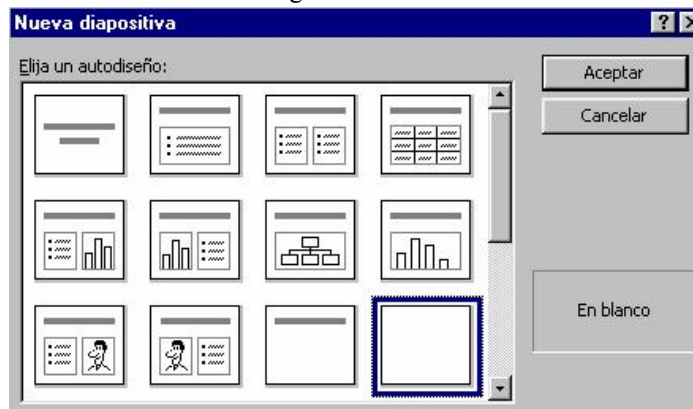 Nueva diapositiva
Elija un autodiseño:
Aceptar
Cancelar
En blanco